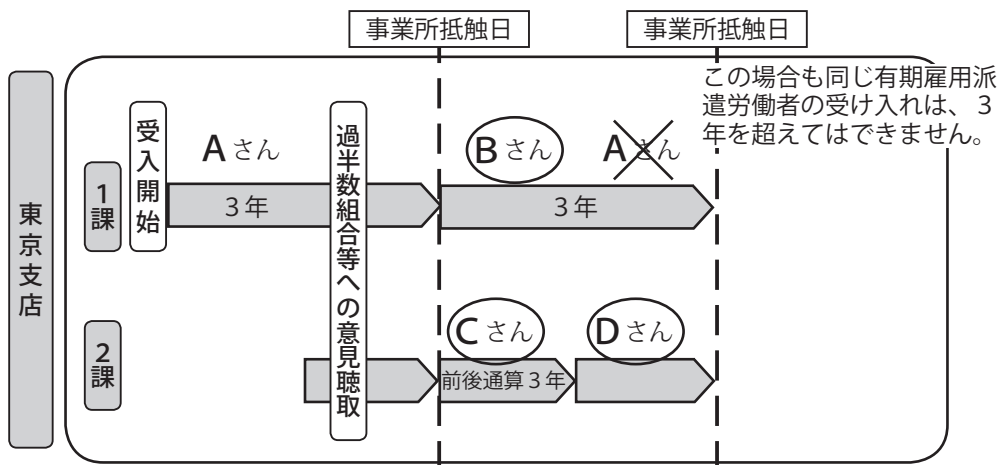 事業所抵触日
事業所抵触日
この場合も同じ有期雇用派
遣労働者の受け入れは、3
年を超えてはできません。
東京支店
1課
受入開始
Aさん
3年
過半数組合等への意見聴取
Bさん
Aさん
3年
2課
Cさん
前後通算3年
Dさん